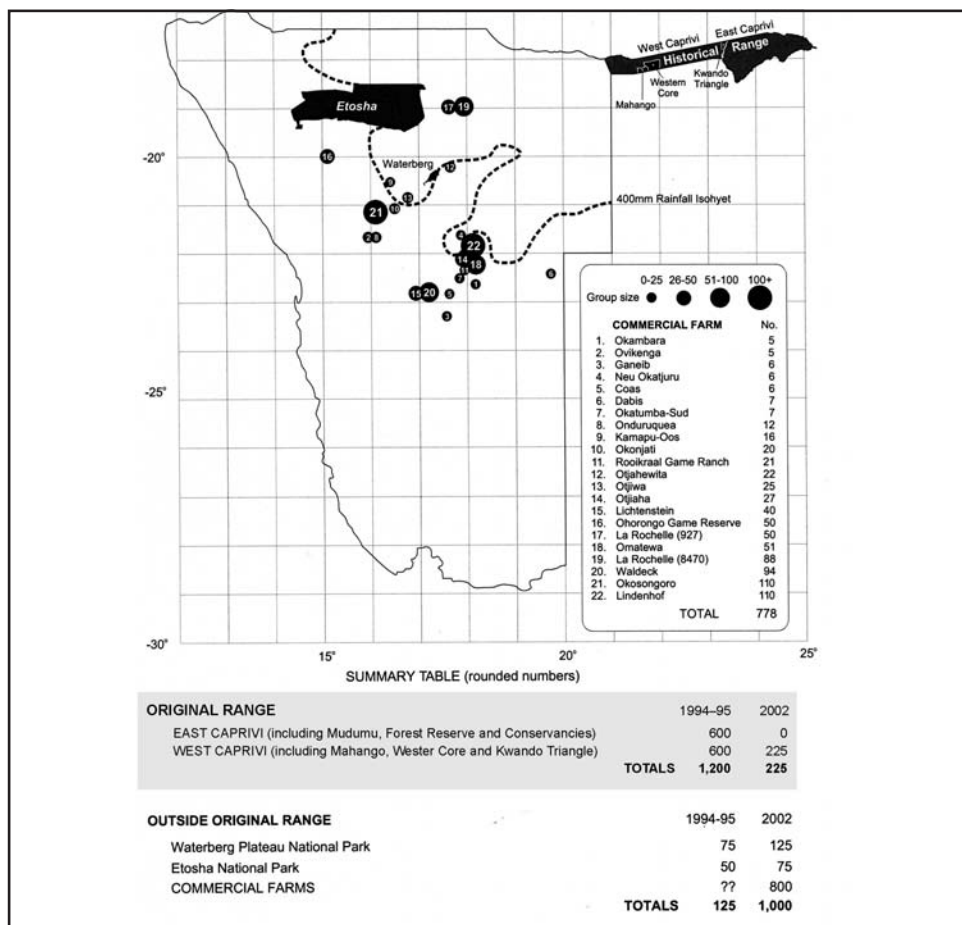 West Caprivi
East Caprivi
Historical Range
Kwando
Triangle
Western
Core
Mahango
Etosha
17
19
-20°
16
Waterberg
12
9
13
10
21
400mm Rainfall Isohyet
2 8
4
22
14
18
11
7
1
6
15 20
5
3
0-25 26-50 51-100 100+
Group size
COMMERCIAL FARM No.
1. Okambara 5
2. Ovikenga 5
3. Ganeib 6
4. Neu Okatjuru 6
5. Coas 6
6. Dabis 7
7. Okatumba-Sud 7
8. Onduruquea 12
9. Kamapu-Oos 16
10. Okonjati 20
11. Rooikraal Game Ranch 21
12. Otjahewita 22
13. Otjiwa 25
14. Otjiaha 27
15. Lichtenstein 40
16. Ohorongo Game Reserve 50
17. La Rochelle (927) 50
18. Omatewa 51
19. La Rochelle (8470) 88
20. Waldeck 94
21. Okosongoro 110
22. Lindenhof 110
TOTAL 778
-25°
-30°
15° 20° 25°
SUMMARY TABLE (rounded numbers)
ORIGINAL RANGE 1994–95 2002
EAST CAPRIVI (including Mudumu, Forest Reserve and Conservancies) 600 0
WEST CAPRIVI (including Mahango, Wester Core and Kwando Triangle) 600 225
TOTALS 1,200 225
OUTSIDE ORIGINAL RANGE 1994-95 2002
Waterberg Plateau National Park 75 125
Etosha National Park 50 75
COMMERCIAL FARMS ?? 800
TOTALS 125 1,000